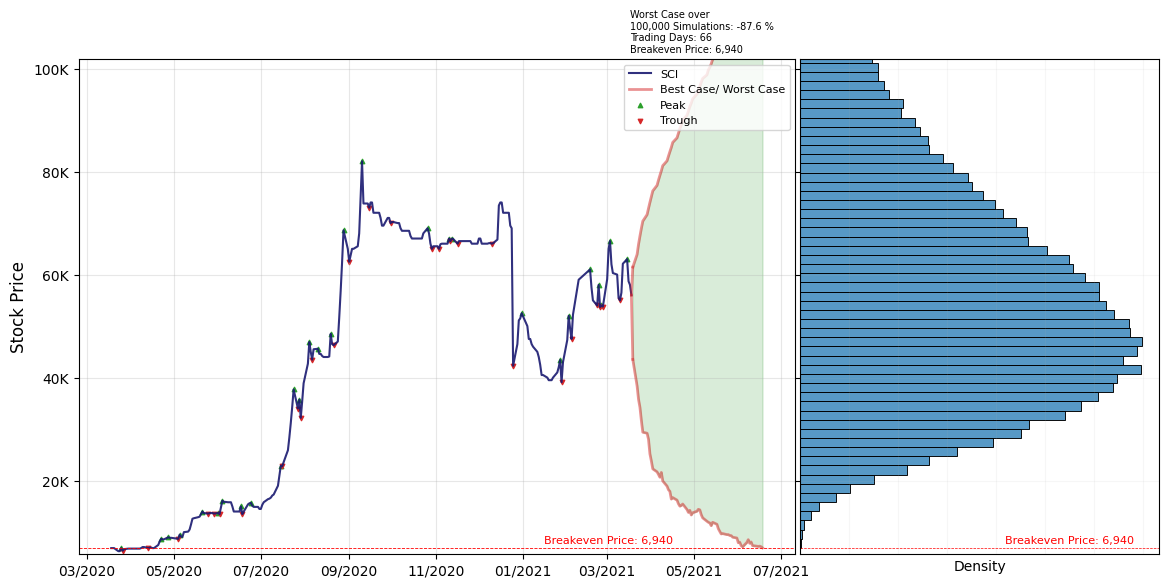 Worst Case over
100,000 Simulations: -87.6 %
Trading Days: 66
Breakeven Price: 6,940
SCI
Best Case/ Worst Case
Peak
Trough
Stock Price
100K
80K
60K
40K
20K
Breakeven Price: 6,940
Breakeven Price: 6,940
03/2020
05/2020
07/2020
09/2020
11/2020
01/2021
03/2021
05/2021
07/2021
Density